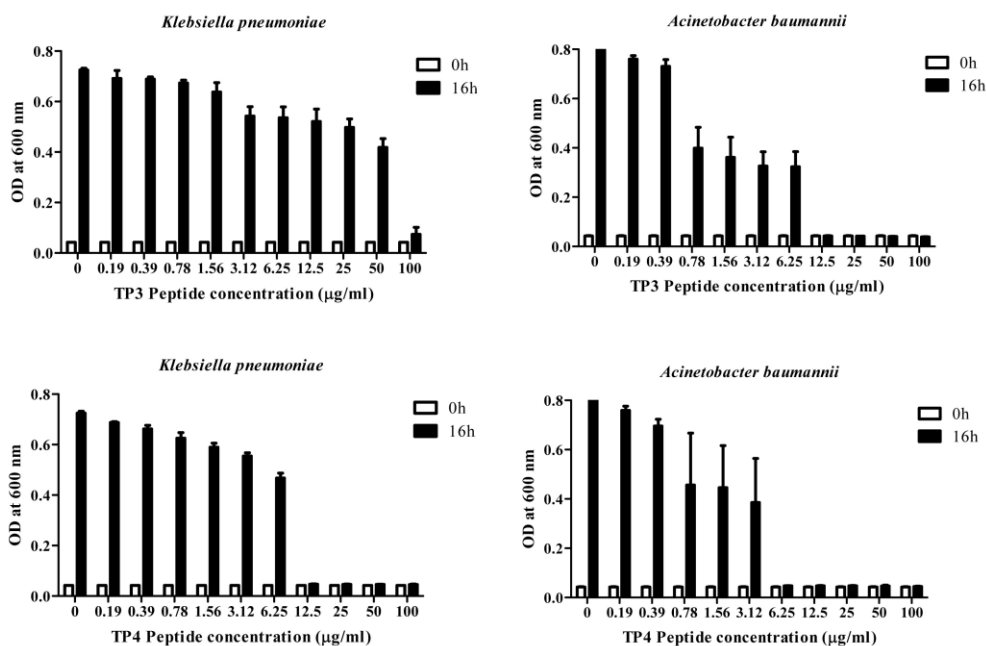 Klebsiella pneumoniae
0.8
0.6
0.4
0.2
0.0
OD at 600 nm
0h
16h
0 0.19 0.39 0.78 1.56 3.12 6.25 12.5 25 50 100
TP3 Peptide concentration (μg/ml)
Acinetobacter baumannii
0.8
0.6
0.4
0.2
0.0
OD at 600 nm
0h
16h
0 0.19 0.39 0.78 1.56 3.12 6.25 12.5 25 50 100
TP3 Peptide concentration (μg/ml)
Klebsiella pneumoniae
0.8
0.6
0.4
0.2
0.0
OD at 600 nm
0h
16h
0 0.19 0.39 0.78 1.56 3.12 6.25 12.5 25 50 100
TP4 Peptide concentration (μg/ml)
Acinetobacter baumannii
0.8
0.6
0.4
0.2
0.0
OD at 600 nm
0h
16h
0 0.19 0.39 0.78 1.56 3.12 6.25 12.5 25 50 100
TP4 Peptide concentration (μg/ml)